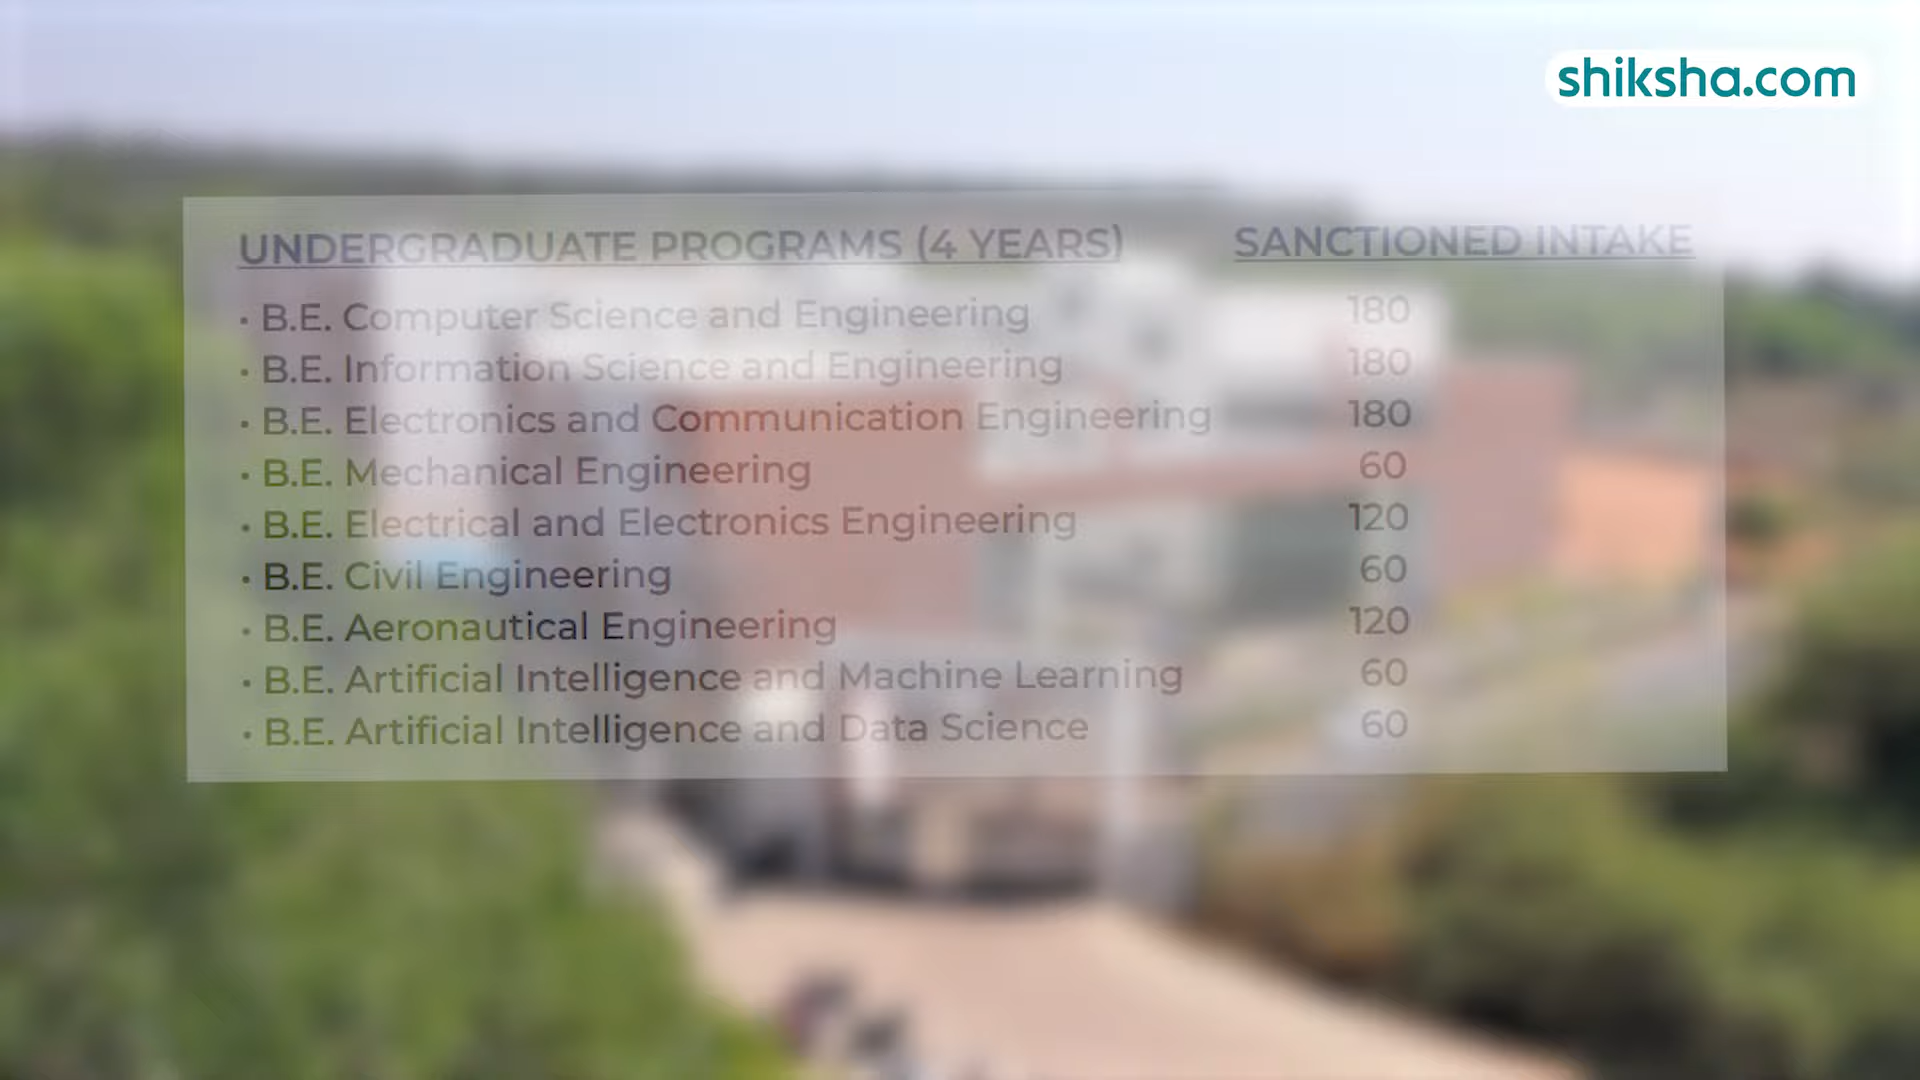 shiksha.com
UNDERGRADUATE PROGRAMS (4 YEARS) SANCTIONED INTAKE
• B.E. Computer Science and Engineering 180
• B.E. Information Science and Engineering 180
• B.E. Electronics and Communication Engineering 180
• B.E. Mechanical Engineering 60
• B.E. Electrical and Electronics Engineering 120
• B.E. Civil Engineering 60
• B.E. Aeronautical Engineering 120
• B.E. Artificial Intelligence and Machine Learning 60
• B.E. Artificial Intelligence and Data Science 60